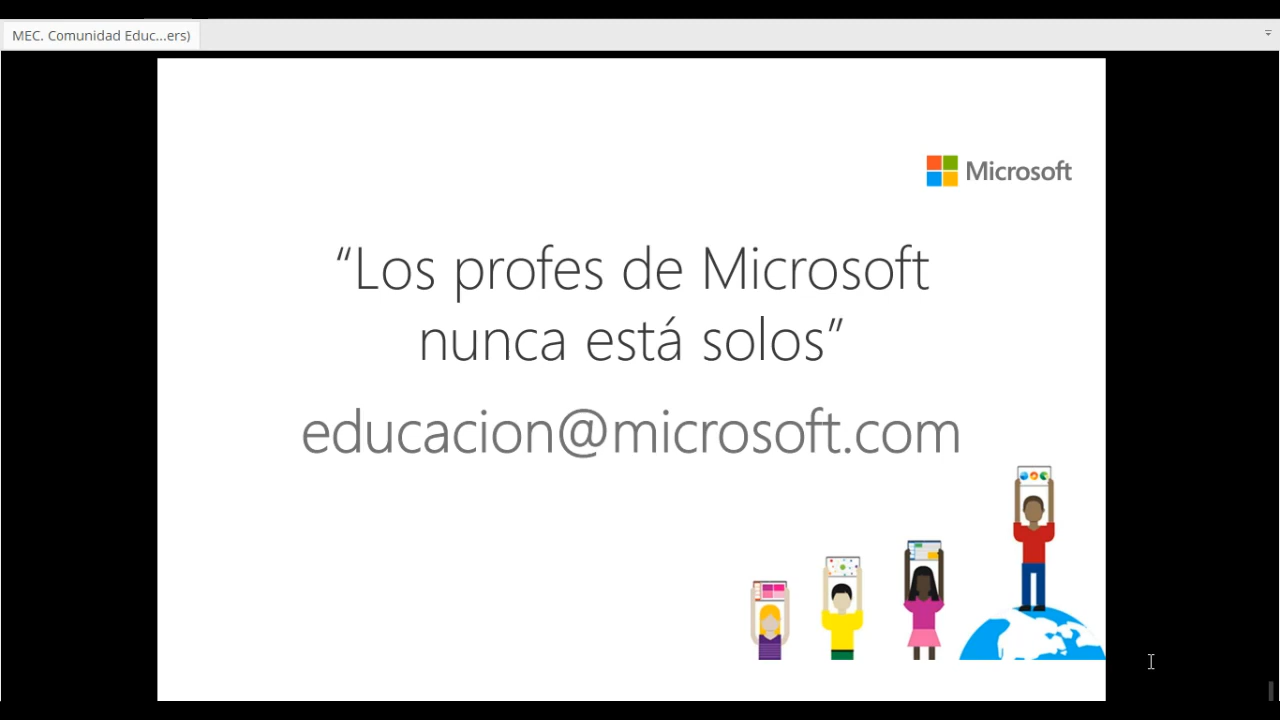 MEC. Comunidad Educ...ers)
Microsoft
“Los profes de Microsoft
nunca está solos”
educacion@microsoft.com